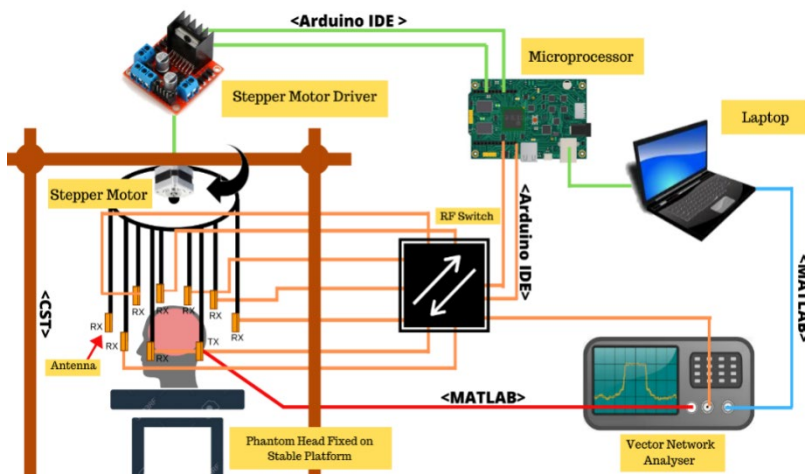 <Arduino IDE >
Microprocessor
Stepper Motor Driver
Laptop
Stepper Motor
RF Switch
<Arduino IDE>
<CST>
<MATLAB>
RX
RX
RX
RX
RX
RX
RX
RX
TX
Antenna
<MATLAB>
Phantom Head Fixed on
Stable Platform
Vector Network
Analyser